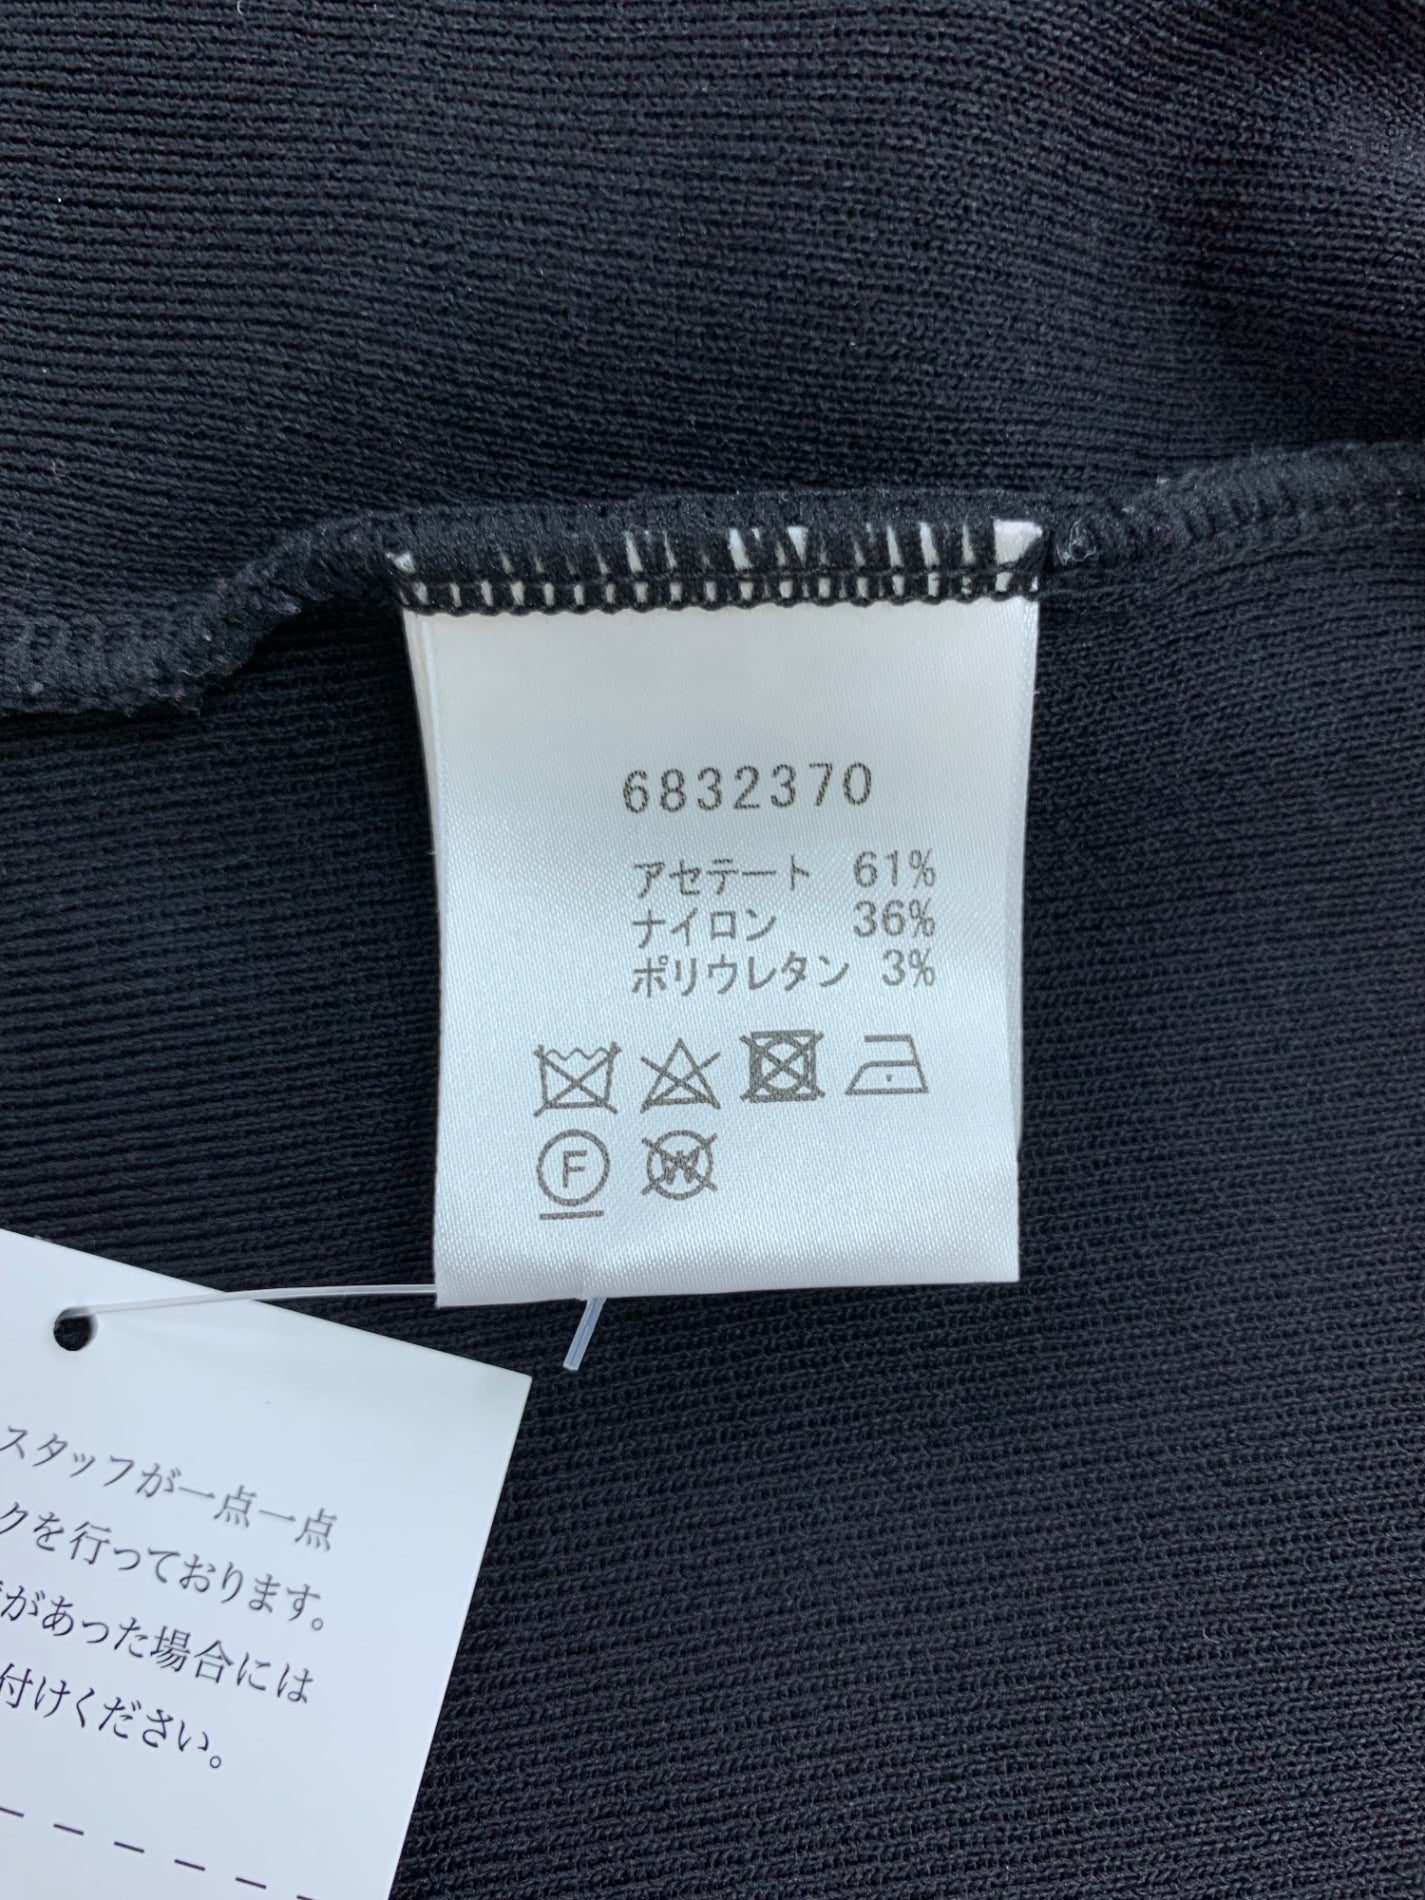 6832370
アセテート 61%
ナイロン 36%
ポリウレタン 3%
F
W
スタッフが一点一点
クを行っております。
があった場合には
付けください。